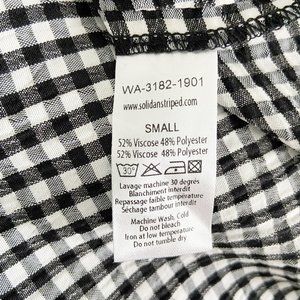 WA-3182-1901
www.solidandstriped.com
SMALL
52% Viscose 48% Polyester
52% Viscose 48% Polyester
30°
Lavage machine 30 degres
Blanchiment interdit
Repassage faible température
Séchage tambour interdit
Machine Wash, Cold
Do not bleach
Iron at low temperature
Do not tumble dry